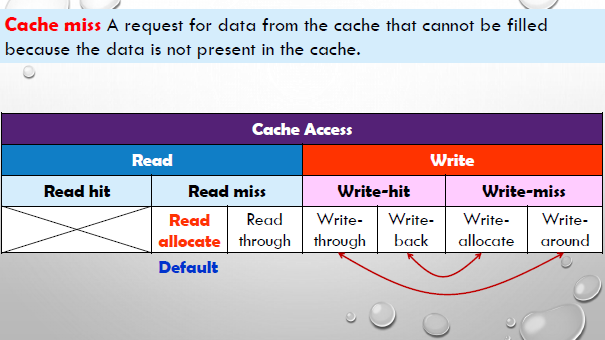 Cache miss A request for data from the cache that cannot be filled
because the data is not present in the cache.
Cache Access
Read Write
Read hit Read miss Write-hit Write-miss
Read Read Write- Write- Write- Write-
allocate through through back allocate around
Default